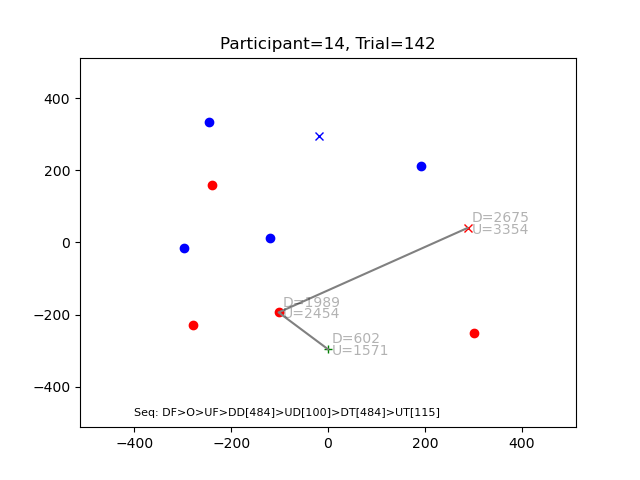 Participant=14, Trial=142
400
200
0
−200
−400
D=2675
U=3354
D=1989
U=2454
D=602
U=1571
Seq: DF>O>UF>DD[484]>UD[100]>DT[484]>UT[115]
−400
−200
0
200
400